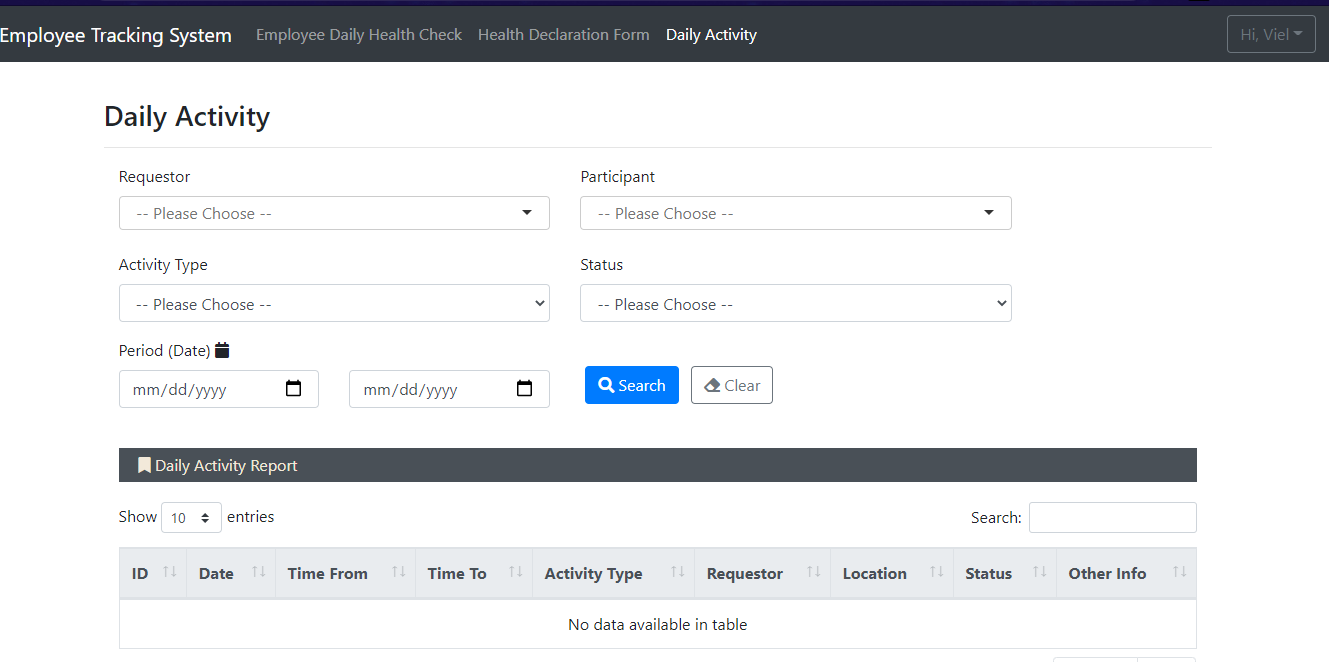 Employee Tracking System Employee Daily Health Check Health Declaration Form Daily Activity Hi, Viel
Daily Activity
Requestor Participant
-- Please Choose -- -- Please Choose --
Activity Type Status
-- Please Choose -- -- Please Choose --
Period (Date)
mm/dd/yyyy mm/dd/yyyy Search Clear
Daily Activity Report
Show 10 entries Search:
ID Date Time From Time To Activity Type Requestor Location Status Other Info
No data available in table